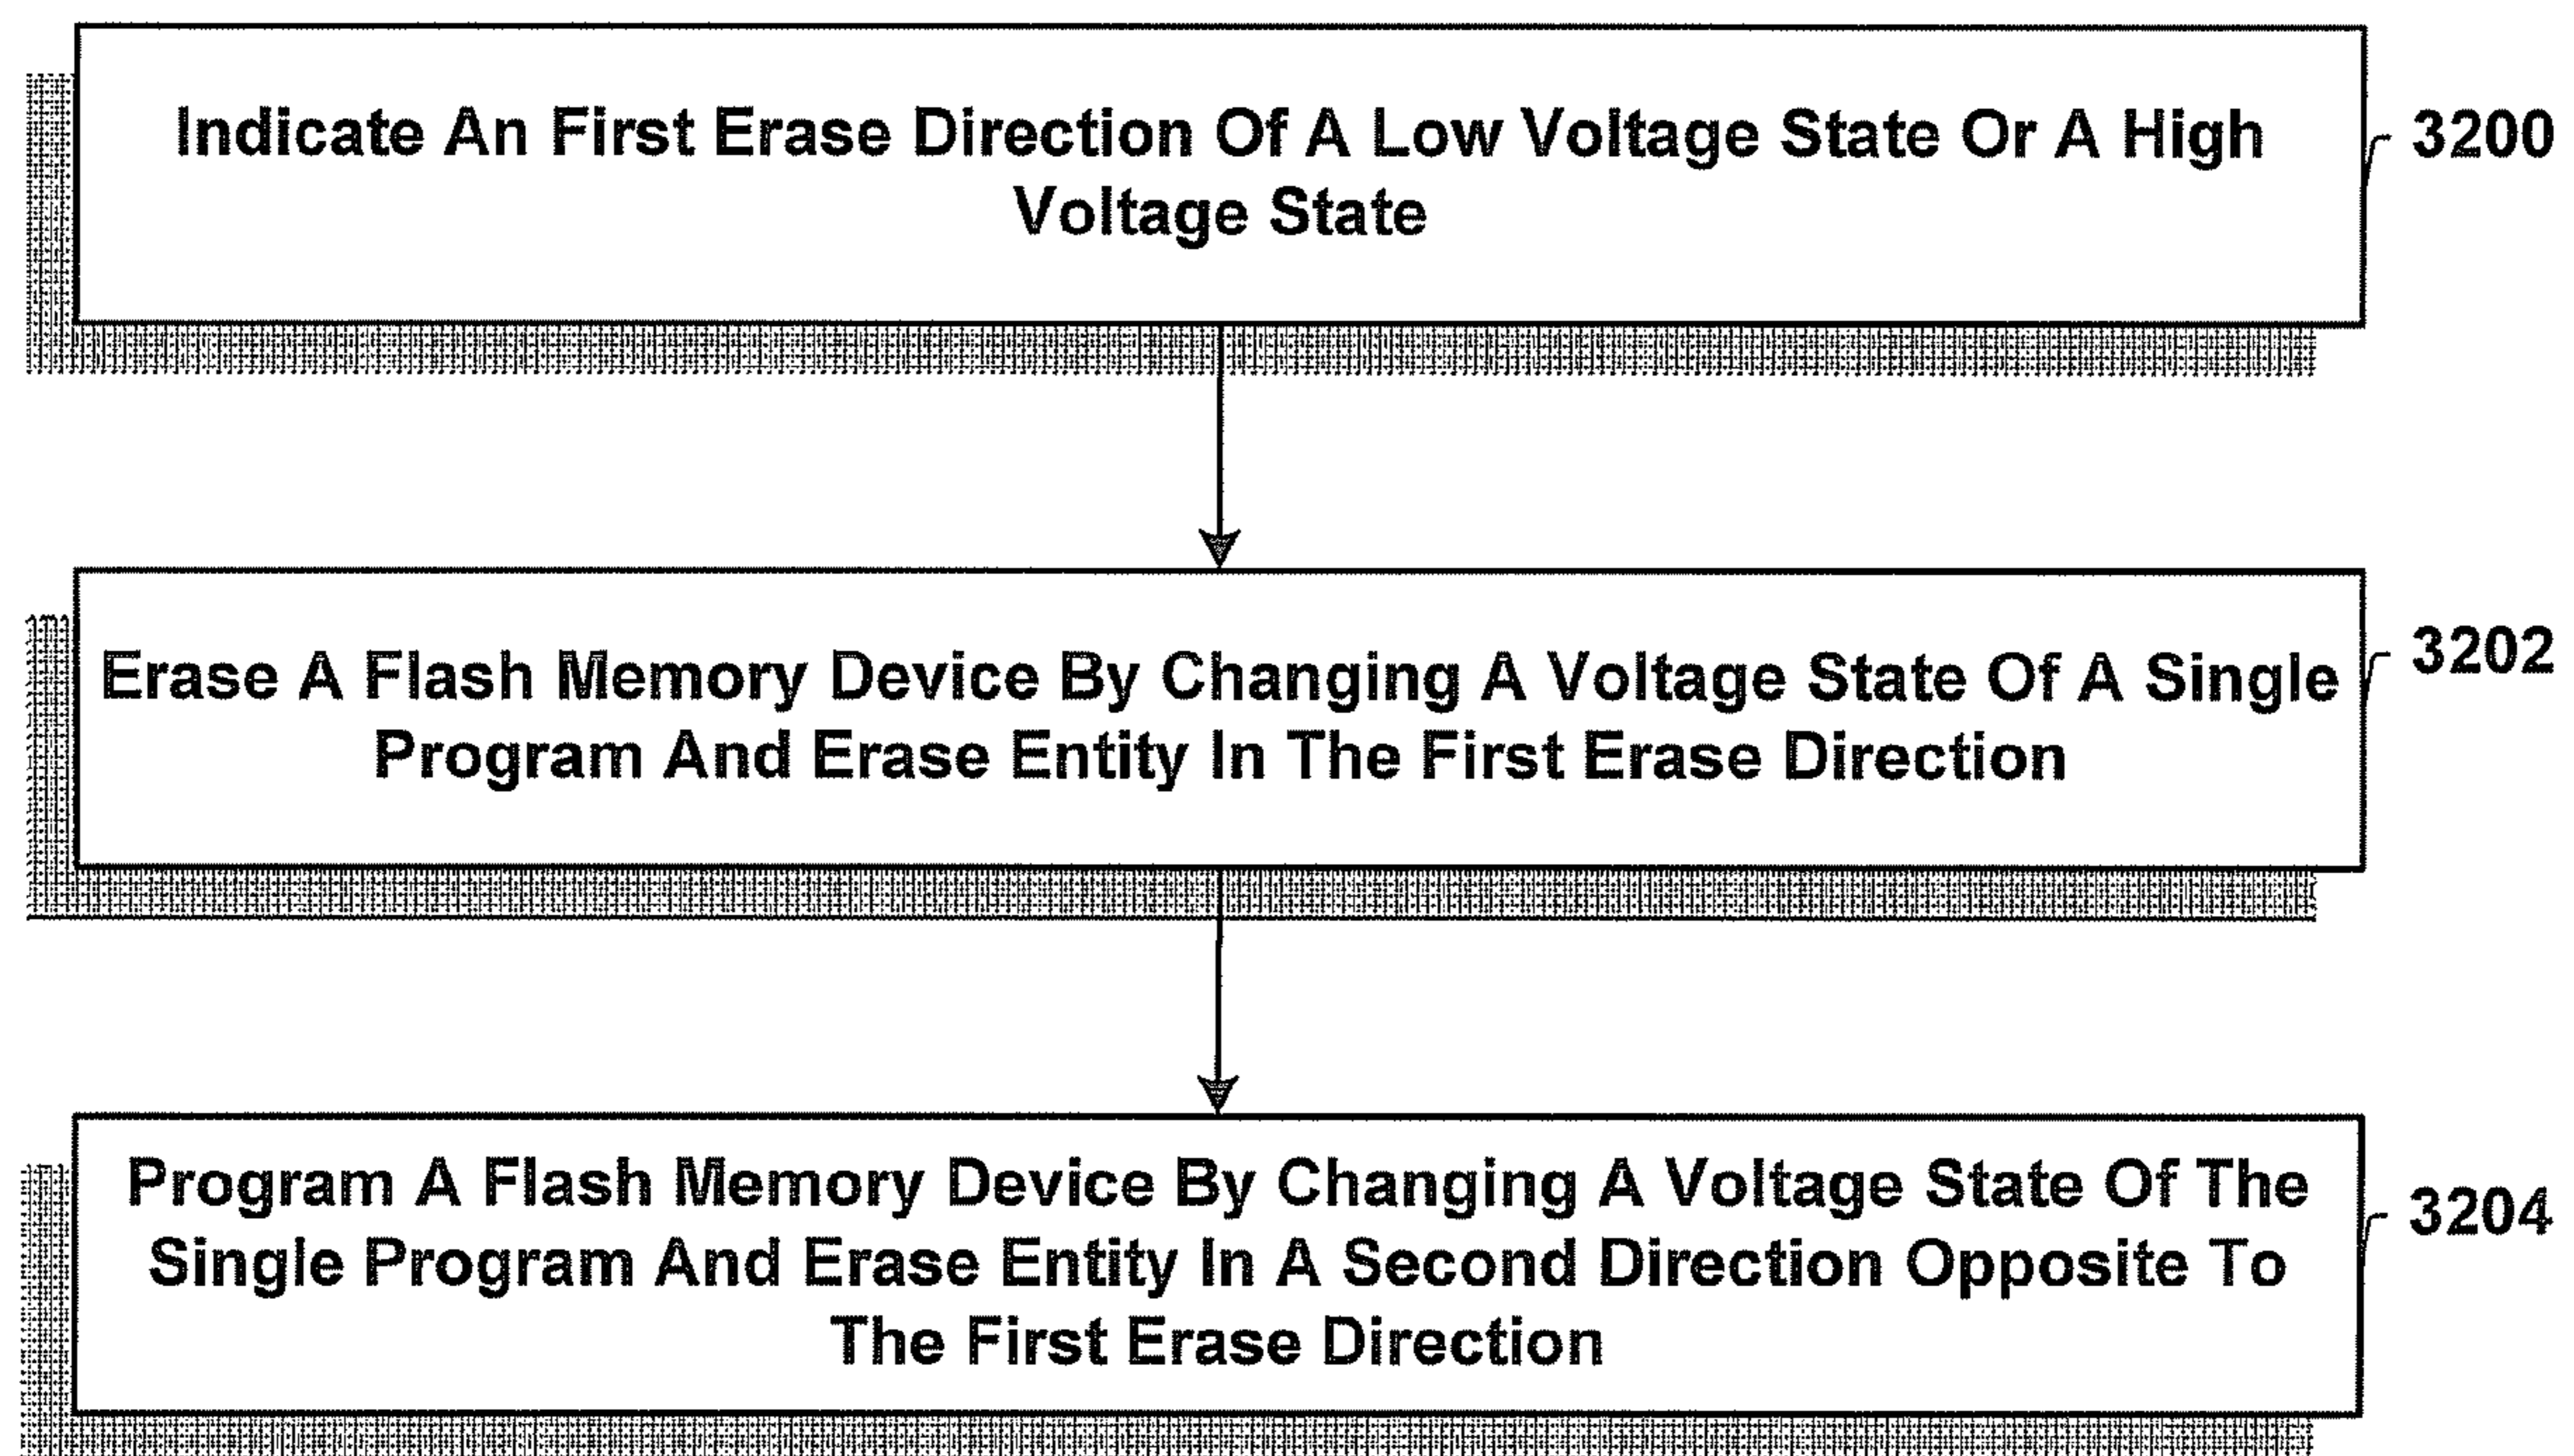 Indicate An First Erase Direction Of A Low Voltage State Or A High
Voltage State
3200
Erase A Flash Memory Device By Changing A Voltage State Of A Single
Program And Erase Entity In The First Erase Direction
3202
Program A Flash Memory Device By Changing A Voltage State Of The
Single Program And Erase Entity In A Second Direction Opposite To
The First Erase Direction
3204